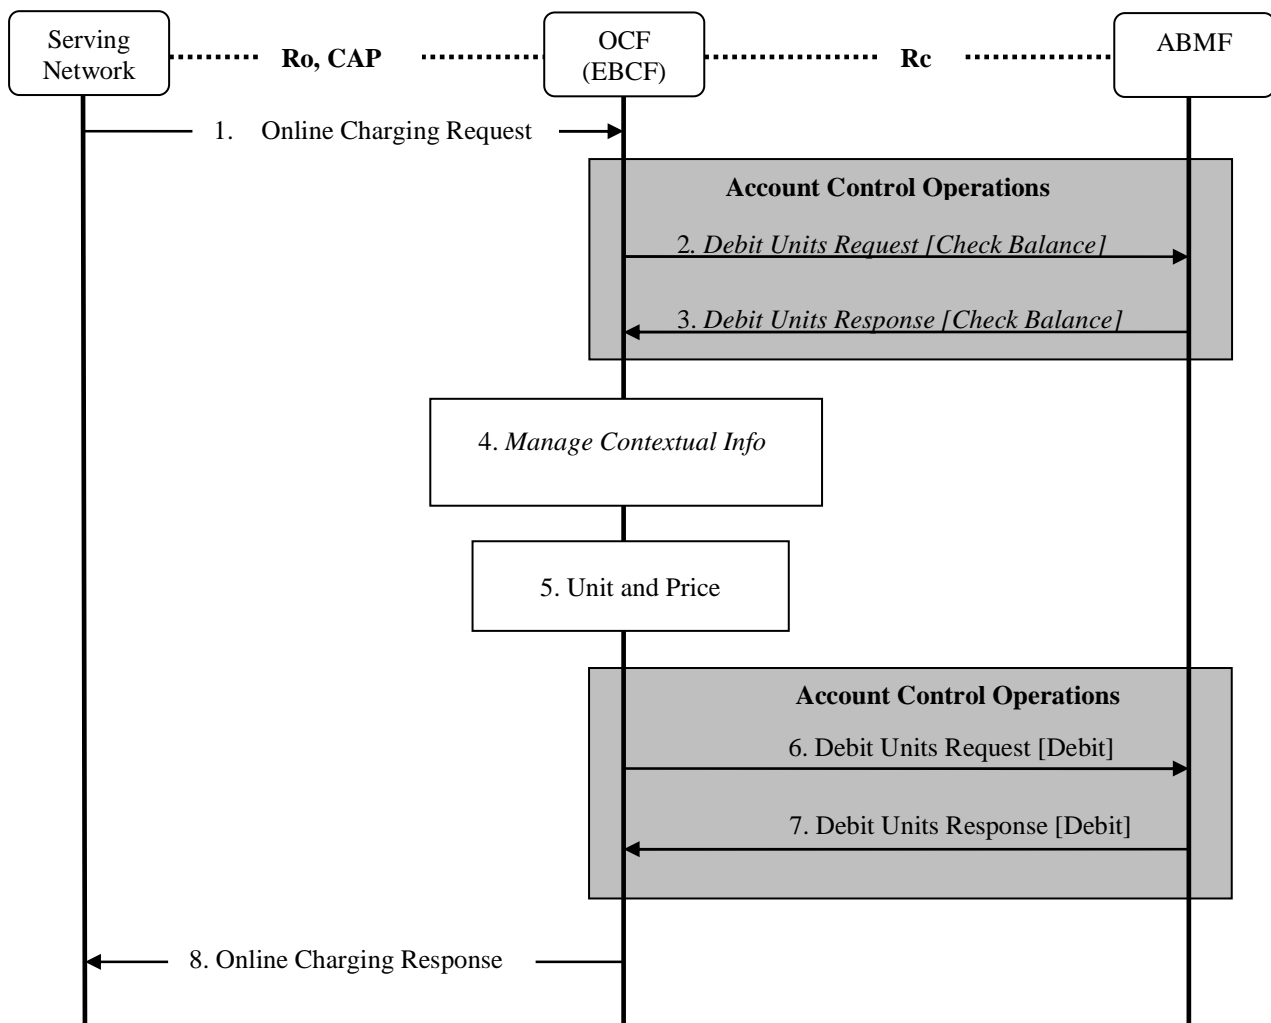 Serving
Network
Ro, CAP
OCF
(EBCF)
Rc
ABMF
1. Online Charging Request
Account Control Operations
2. Debit Units Request [Check Balance]
3. Debit Units Response [Check Balance]
4. Manage Contextual Info
5. Unit and Price
Account Control Operations
6. Debit Units Request [Debit]
7. Debit Units Response [Debit]
8. Online Charging Response